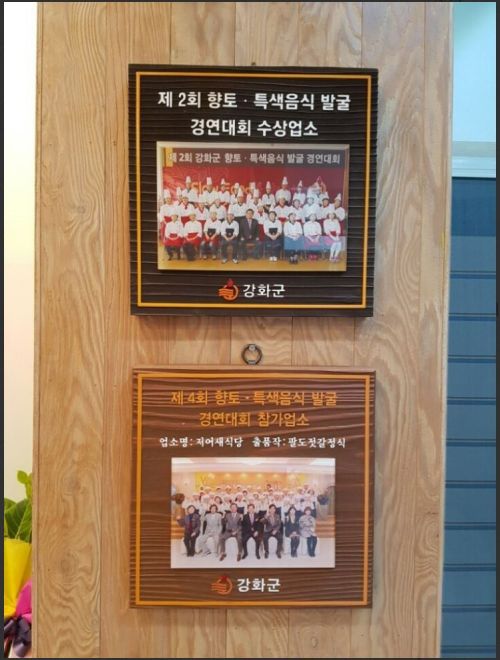 제 2회 향토 · 특색음식 발굴
경연대회 수상업소
제 2회 강화군 향토 · 특색음식 발굴 경연대회
강화군
제 4회 향토 · 특색음식 발굴
경연대회 참가업소
업소명 : 지어새식당 출품작 : 팔도젓갈정식
강화군